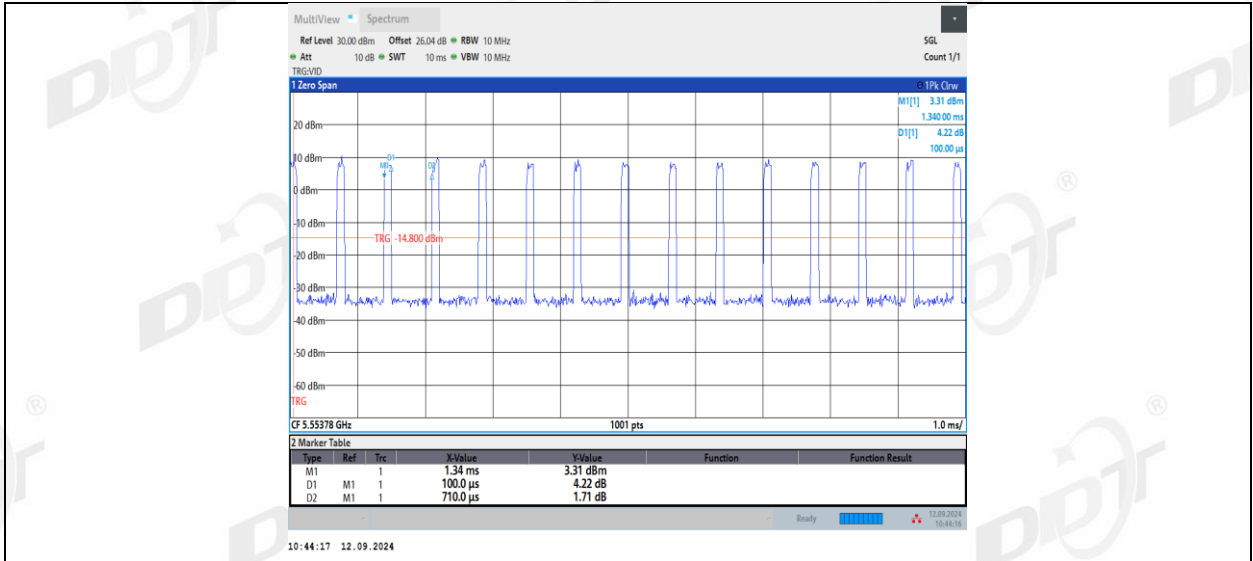 MultiView Spectrum
Ref Level 30.00 dBm Offset 26.04 dB RBW 10 MHz SGL
Att 10 dB SWT 10 ms VBW 10 MHz Count 1/1
TRG:VID
1 Zero Span 1Pk Clrw
M1[1] 3.31 dBm
1.340 00 ms
20 dBm
D1[1] 4.22 dB
100.00 µs
10 dBm
D1
M1
D2
0 dBm
-10 dBm
TRG -14.800 dBm
-20 dBm
-30 dBm
-40 dBm
-50 dBm
-60 dBm
TRG
CF 5.55378 GHz 1001 pts 1.0 ms/
2 Marker Table
Type Ref Trc X-Value Y-Value Function Function Result
M1 1 1.34 ms 3.31 dBm
D1 M1 1 100.0 µs 4.22 dB
D2 M1 1 710.0 µs 1.71 dB
Ready 12.09.2024
10:44:16
10:44:17 12.09.2024
DDT
®